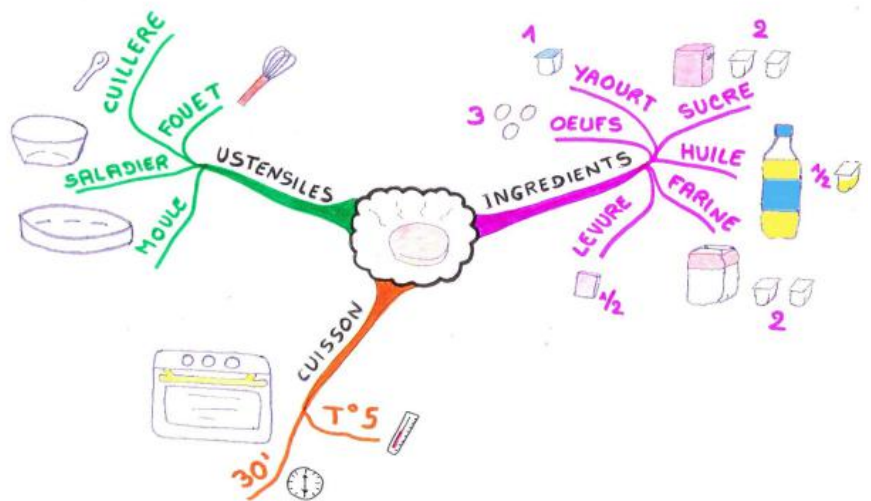 USTENSILES
CUILLERE
FOUET
SALADIER
MOULE
INGREDIENTS
1
YAOURT
3
OEUFS
LEVURE
1/2
2
SUCRE
HUILE
1/2
FARINE
2
CUISSON
T°5
30'